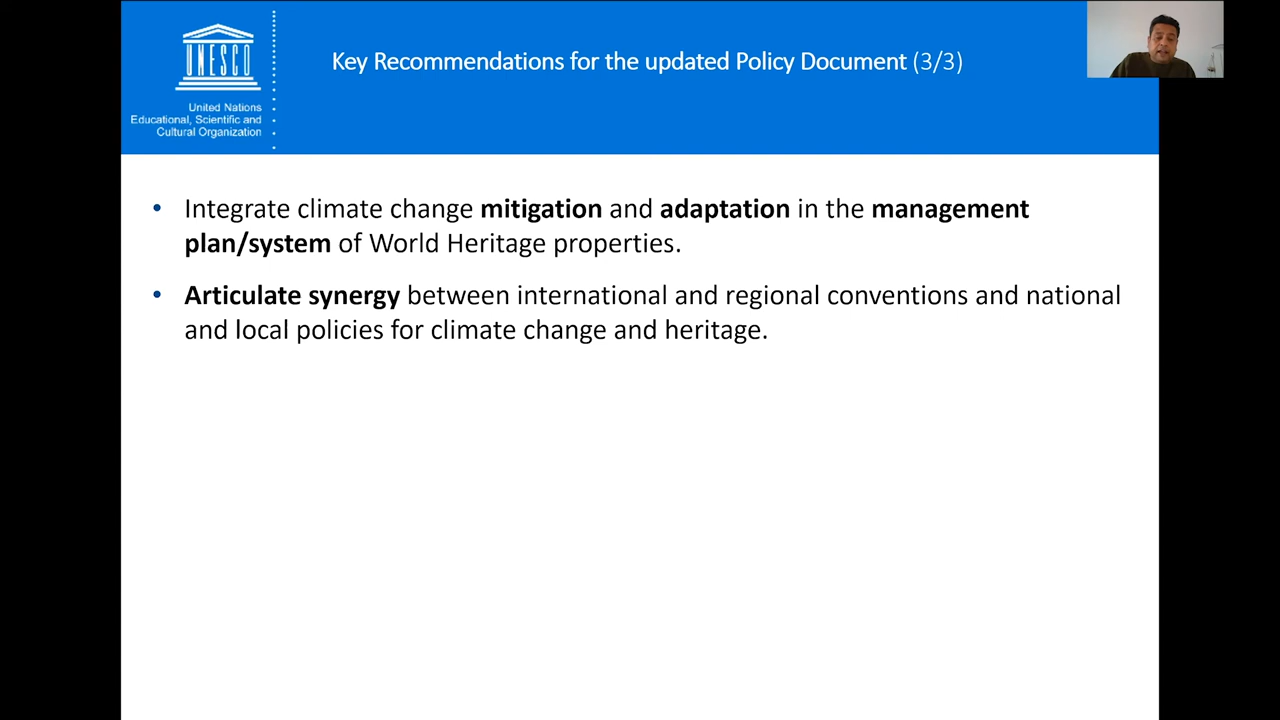 UNESCO
United Nations
Educational, Scientific and
Cultural Organization
Key Recommendations for the updated Policy Document (3/3)
• Integrate climate change mitigation and adaptation in the management
plan/system of World Heritage properties.
• Articulate synergy between international and regional conventions and national
and local policies for climate change and heritage.